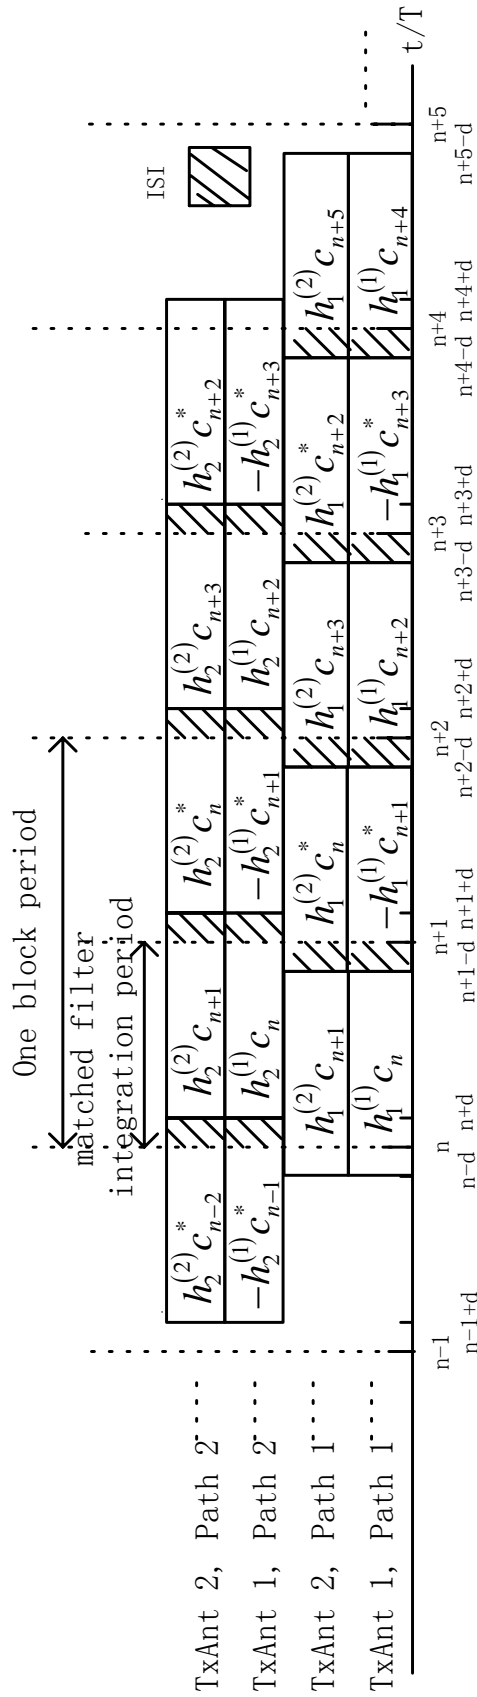 One block period
matched filter
integration period
ISI
TxAnt 2, Path 2
h_2^{(2)}c_{n-2}^*
h_2^{(2)}c_{n+1}
h_2^{(2)}c_n^*
h_2^{(2)}c_{n+3}
h_2^{(2)}c_{n+2}^*
TxAnt 1, Path 2
-h_2^{(1)}c_{n-1}^*
h_2^{(1)}c_n
-h_2^{(1)}c_{n+1}^*
h_2^{(1)}c_{n+2}
-h_2^{(1)}c_{n+3}^*
TxAnt 2, Path 1
h_1^{(2)}c_{n+1}
h_1^{(2)}c_n^*
h_1^{(2)}c_{n+3}
h_1^{(2)}c_{n+2}^*
h_1^{(2)}c_{n+5}
TxAnt 1, Path 1
h_1^{(1)}c_n
-h_1^{(1)}c_{n+1}^*
h_1^{(1)}c_{n+2}
-h_1^{(1)}c_{n+3}^*
h_1^{(1)}c_{n+4}
t/T
n-1 n n+1 n+2 n+3 n+4 n+5
n-1+d n-d n+d n+1-d n+1+d n+2-d n+2+d n+3-d n+3+d n+4-d n+4+d n+5-d